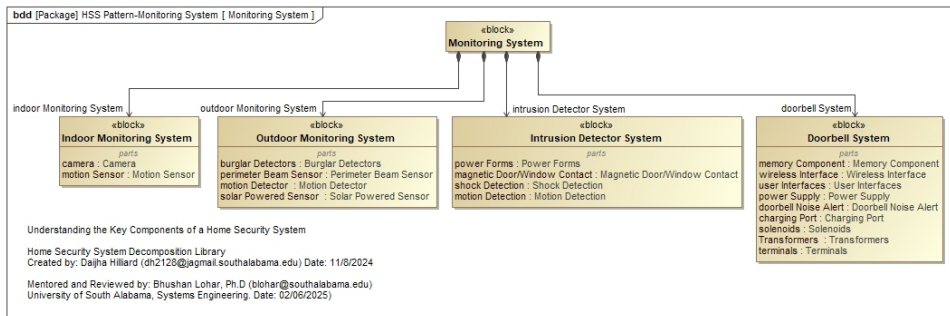 bdd [Package] HSS Pattern-Monitoring System [ Monitoring System ]
«block»
Monitoring System
indoor Monitoring System
outdoor Monitoring System
intrusion Detector System
doorbell System
«block»
Indoor Monitoring System
parts
camera : Camera
motion Sensor : Motion Sensor
«block»
Outdoor Monitoring System
parts
burglar Detectors : Burglar Detectors
perimeter Beam Sensor : Perimeter Beam Sensor
motion Detector : Motion Detector
solar Powered Sensor : Solar Powered Sensor
«block»
Intrusion Detector System
parts
power Forms : Power Forms
magnetic Door/Window Contact : Magnetic Door/Window Contact
shock Detection : Shock Detection
motion Detection : Motion Detection
«block»
Doorbell System
parts
memory Component : Memory Component
wireless Interface : Wireless Interface
user Interfaces : User Interfaces
power Supply : Power Supply
doorbell Noise Alert : Doorbell Noise Alert
charging Port : Charging Port
solenoids : Solenoids
Transformers : Transformers
terminals : Terminals
Understanding the Key Components of a Home Security System
Home Security System Decomposition Library
Created by: Daijha Hilliard (dh2128@jagmail.southalabama.edu) Date: 11/8/2024
Mentored and Reviewed by: Bhushan Lohar, Ph.D (blohar@southalabama.edu)
University of South Alabama, Systems Engineering. Date: 02/06/2025)